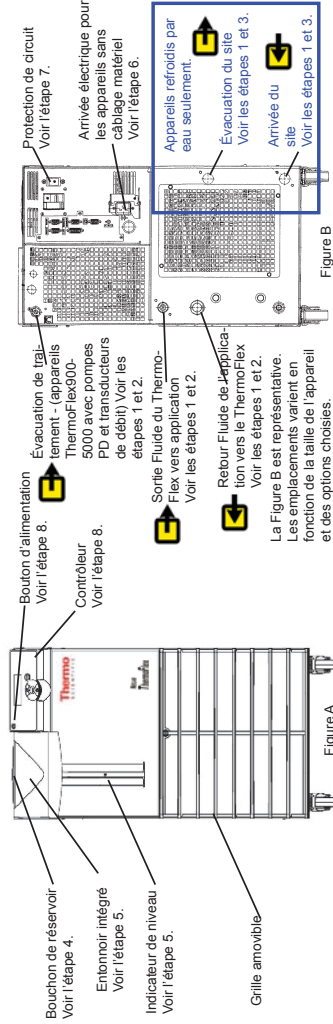 Bouchon de réservoir
Voir l'étape 4.
Entonnoir intégré
Voir l'étape 5.
Indicateur de niveau
Voir l'étape 5.
Grille amovible
Bouton d'alimentation
Voir l'étape 8.
Contrôleur
Voir l'étape 8.
Thermo
SCIENTIFIC
ThermoFlex
Figure A
Évacuation de trai-
tement - (appareils
ThermoFlex900-
5000 avec pompes
PD et transducteurs
de débit) Voir les
étapes 1 et 2.
Sortie Fluide du Thermo-
Flex vers application
Voir les étapes 1 et 2.
Retour Fluide de l'applica-
tion vers le ThermoFlex
Voir les étapes 1 et 2.
La Figure B est représentative.
Les emplacements varient en
fonction de la taille de l'appareil
et des options choisies.
Protection de circuit
Voir l'étape 7.
Arrivée électrique pour
les appareils sans
câblage matériel
Voir l'étape 6.
Appareils refroidis par
eau seulement.
Évacuation du site
Voir les étapes 1 et 3.
Arrivée du
site
Voir les étapes 1 et 3.
Figure B